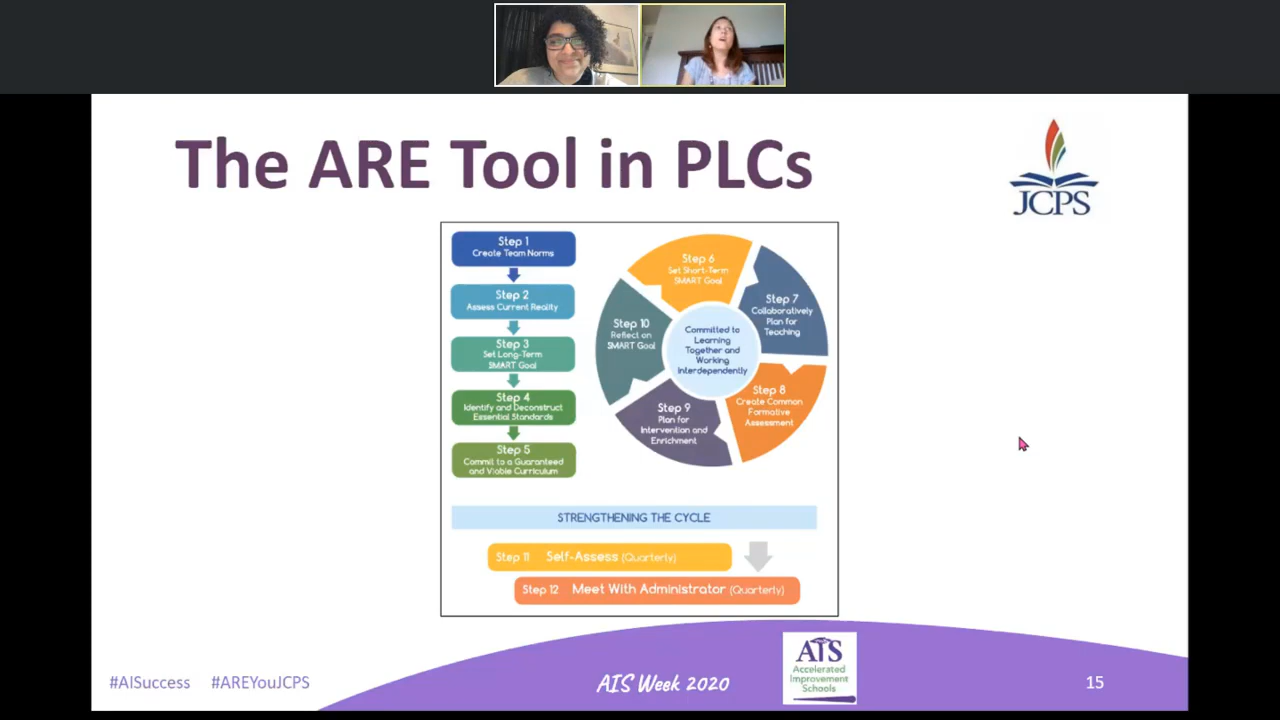 The ARE Tool in PLCs
JCPS
Step 1
Create Team Norms
Step 2
Assess Current Reality
Step 3
Set Long-Term
SMART Goal
Step 4
Identify and Deconstruct
Essential Standards
Step 5
Commit to a Guaranteed
and Viable Curriculum
Step 6
Set Short-Term
SMART Goal
Step 7
Collaboratively
Plan for
Teaching
Step 8
Create Common
Formative
Assessment
Step 9
Plan for
Intervention and
Enrichment
Step 10
Reflect on
SMART Goal
Committed to
Learning
Together and
Working
Interdependently
STRENGTHENING THE CYCLE
Step 11 Self-Assess (Quarterly)
Step 12 Meet With Administrator (Quarterly)
#AISuccess #AREYouJCPS
AIS Week 2020
AIS
Accelerated
Improvement
Schools
15